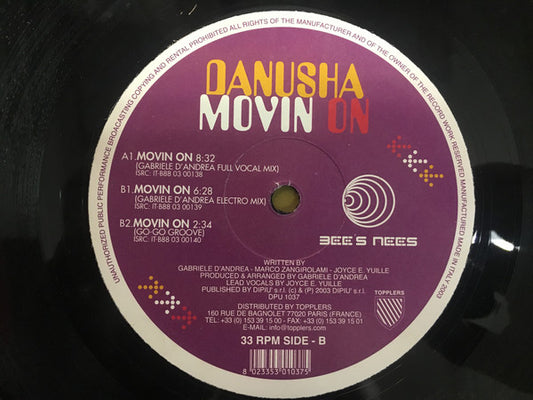 UNAUTHORIZED PUBLIC PERFORMANCE BROADCASTING COPYING AND RENTAL PROHIBITED ALL RIGHTS OF THE MANUFACTURER AND OF THE OWNER OF THE RECORD WORK RESERVED MANUFACTURED MADE IN ITALY 2003
DANUSHA
MOVIN ON
A1.MOVIN ON 8:32
(GABRIELE D'ANDREA FULL VOCAL MIX)
ISRC: IT-B88 03 00138
B1.MOVIN ON 6:28
(GABRIELE D'ANDREA ELECTRO MIX)
ISRC: IT-B88 03 00139
B2.MOVIN ON 2:34
(GO-GO GROOVE)
ISRC: IT-B88 03 00140
BEE'S NEES
WRITTEN BY
GABRIELE D'ANDREA - MARCO ZANGIROLAMI - JOYCE E. YUILLE
PRODUCED & ARRANGED BY GABRIELE D'ANDREA
LEAD VOCALS BY JOYCE E. YUILLE
PUBLISHED BY DIPIU' s.r.l. (c) & (P) 2003 DIPIU' s.r.l.
DPU 1037
DISTRIBUTED BY TOPPLERS
160 RUE DE BAGNOLET 77020 PARIS (FRANCE)
TEL. +33 (0) 153 39 15 00 - FAX +33 (0) 153 39 15 01
E-MAIL: info@topplers.com
TOPPLERS
33 RPM SIDE - B
8 023353 010375